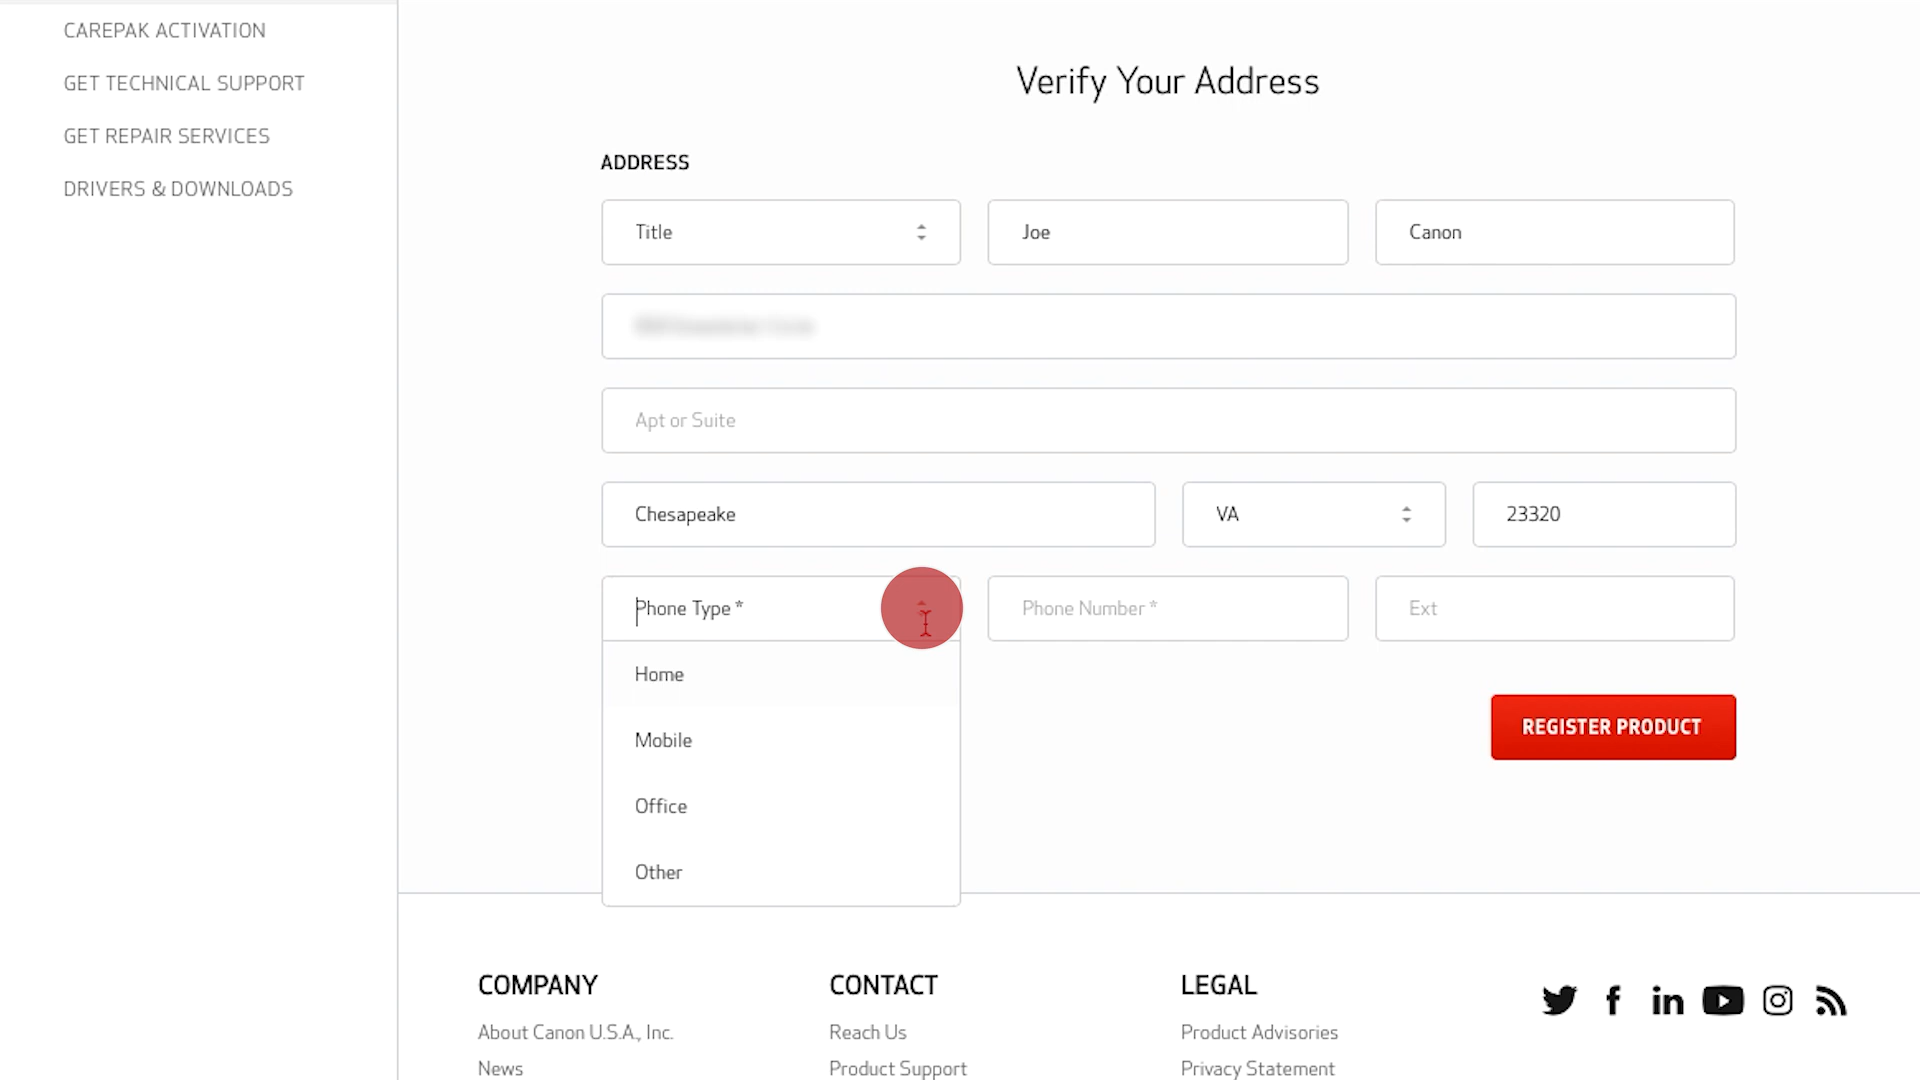 CAREPAK ACTIVATION
GET TECHNICAL SUPPORT
GET REPAIR SERVICES
DRIVERS & DOWNLOADS
Verify Your Address
ADDRESS
Title
Joe
Canon
Apt or Suite
Chesapeake
VA
23320
Phone Type *
Phone Number *
Ext
Home
Mobile
Office
Other
REGISTER PRODUCT
COMPANY
About Canon U.S.A., Inc.
News
CONTACT
Reach Us
Product Support
LEGAL
Product Advisories
Privacy Statement